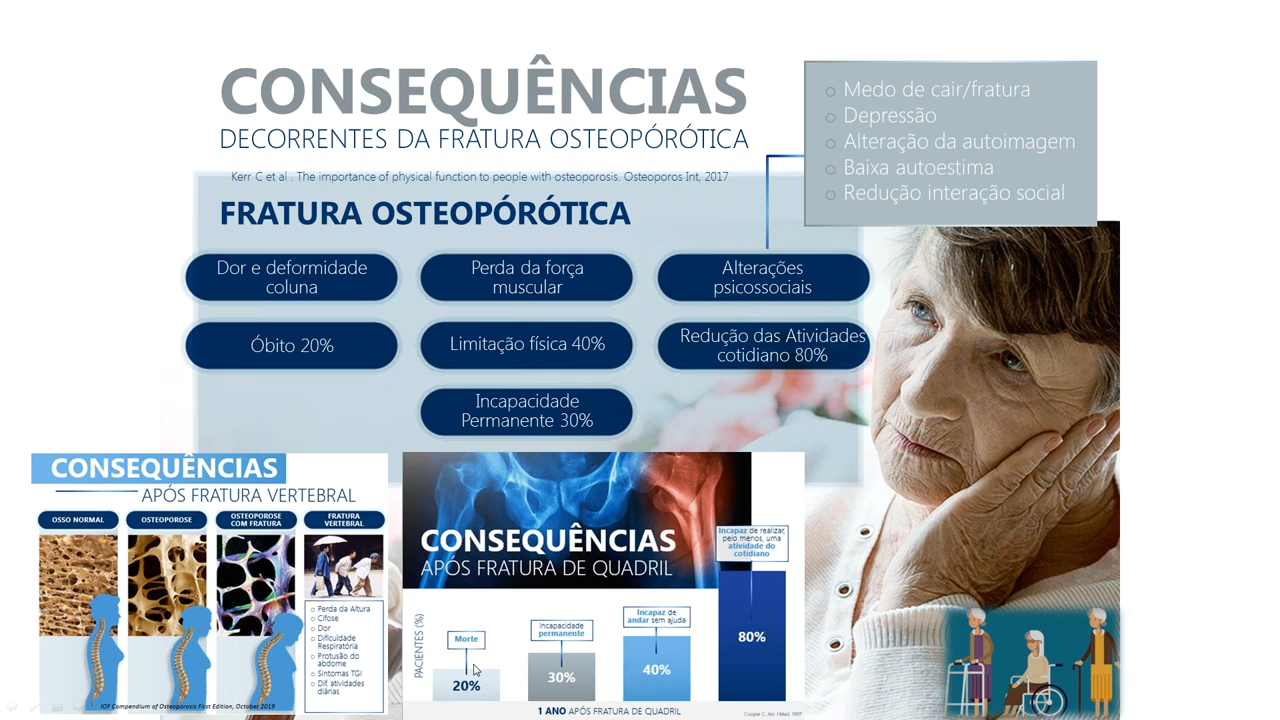 CONSEQUÊNCIAS
DECORRENTES DA FRATURA OSTEOPÓRÓTICA
Kerr C et al . The importance of physical function to people with osteoporosis. Osteoporos Int, 2017
Medo de cair/fratura
Depressão
Alteração da autoimagem
Baixa autoestima
Redução interação social
FRATURA OSTEOPÓRÓTICA
Dor e deformidade
coluna
Perda da força
muscular
Alterações
psicossociais
Óbito 20%
Limitação física 40%
Redução das Atividades
cotidiano 80%
Incapacidade
Permanente 30%
CONSEQUÊNCIAS
APÓS FRATURA VERTEBRAL
OSSO NORMAL
OSTEOPOROSE
OSTEOPOROSE
COM FRATURA
FRATURA
VERTEBRAL
Perda da Altura
Cifose
Dor
Dificuldade
Respiratória
Protusão do
abdome
Sintomas TGI
Dif. atividades
diárias
IOF Compendium of Osteoporosis First Edition, October 2019
CONSEQUÊNCIAS
APÓS FRATURA DE QUADRIL
PACIENTES (%)
Morte
20%
Incapacidade
permanente
30%
Incapaz de
andar sem ajuda
40%
Incapaz de realizar,
pelo menos, uma
atividade do
cotidiano
80%
1 ANO APÓS FRATURA DE QUADRIL
Cooper C. Am J Med, 1997